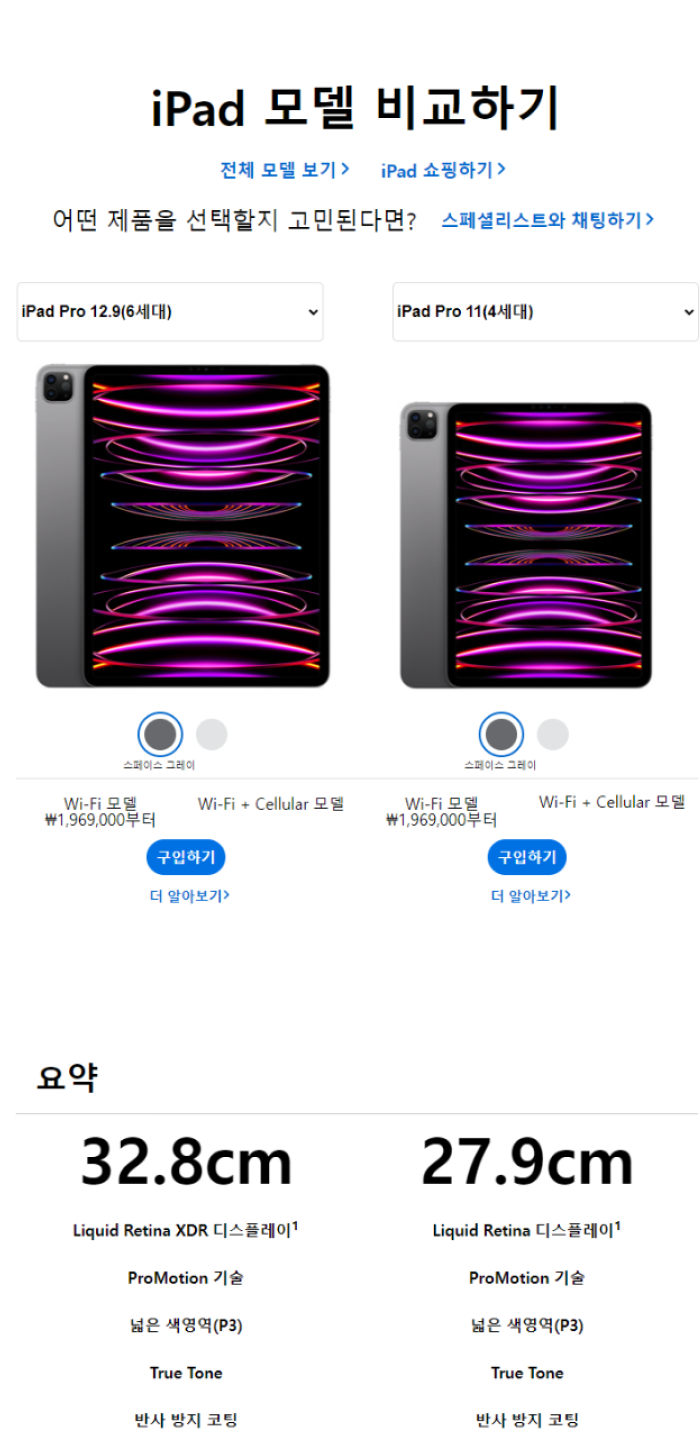 iPad 모델 비교하기
전체 모델 보기 > iPad 쇼핑하기 >
어떤 제품을 선택할지 고민된다면? 스페셜리스트와 채팅하기 >
iPad Pro 12.9(6세대) iPad Pro 11(4세대)
스페이스 그레이 스페이스 그레이
Wi-Fi 모델 Wi-Fi + Cellular 모델 Wi-Fi 모델 Wi-Fi + Cellular 모델
₩1,969,000부터 ₩1,969,000부터
구입하기 구입하기
더 알아보기> 더 알아보기>
요약
32.8cm 27.9cm
Liquid Retina XDR 디스플레이¹ Liquid Retina 디스플레이¹
ProMotion 기술 ProMotion 기술
넓은 색영역(P3) 넓은 색영역(P3)
True Tone True Tone
반사 방지 코팅 반사 방지 코팅